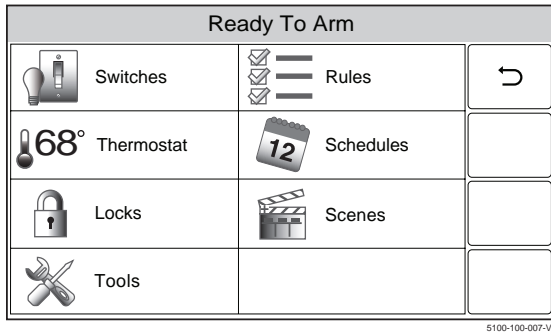 Ready To Arm
Switches
Rules
68° Thermostat
12
Schedules
Locks
Scenes
Tools
5100-100-007-V